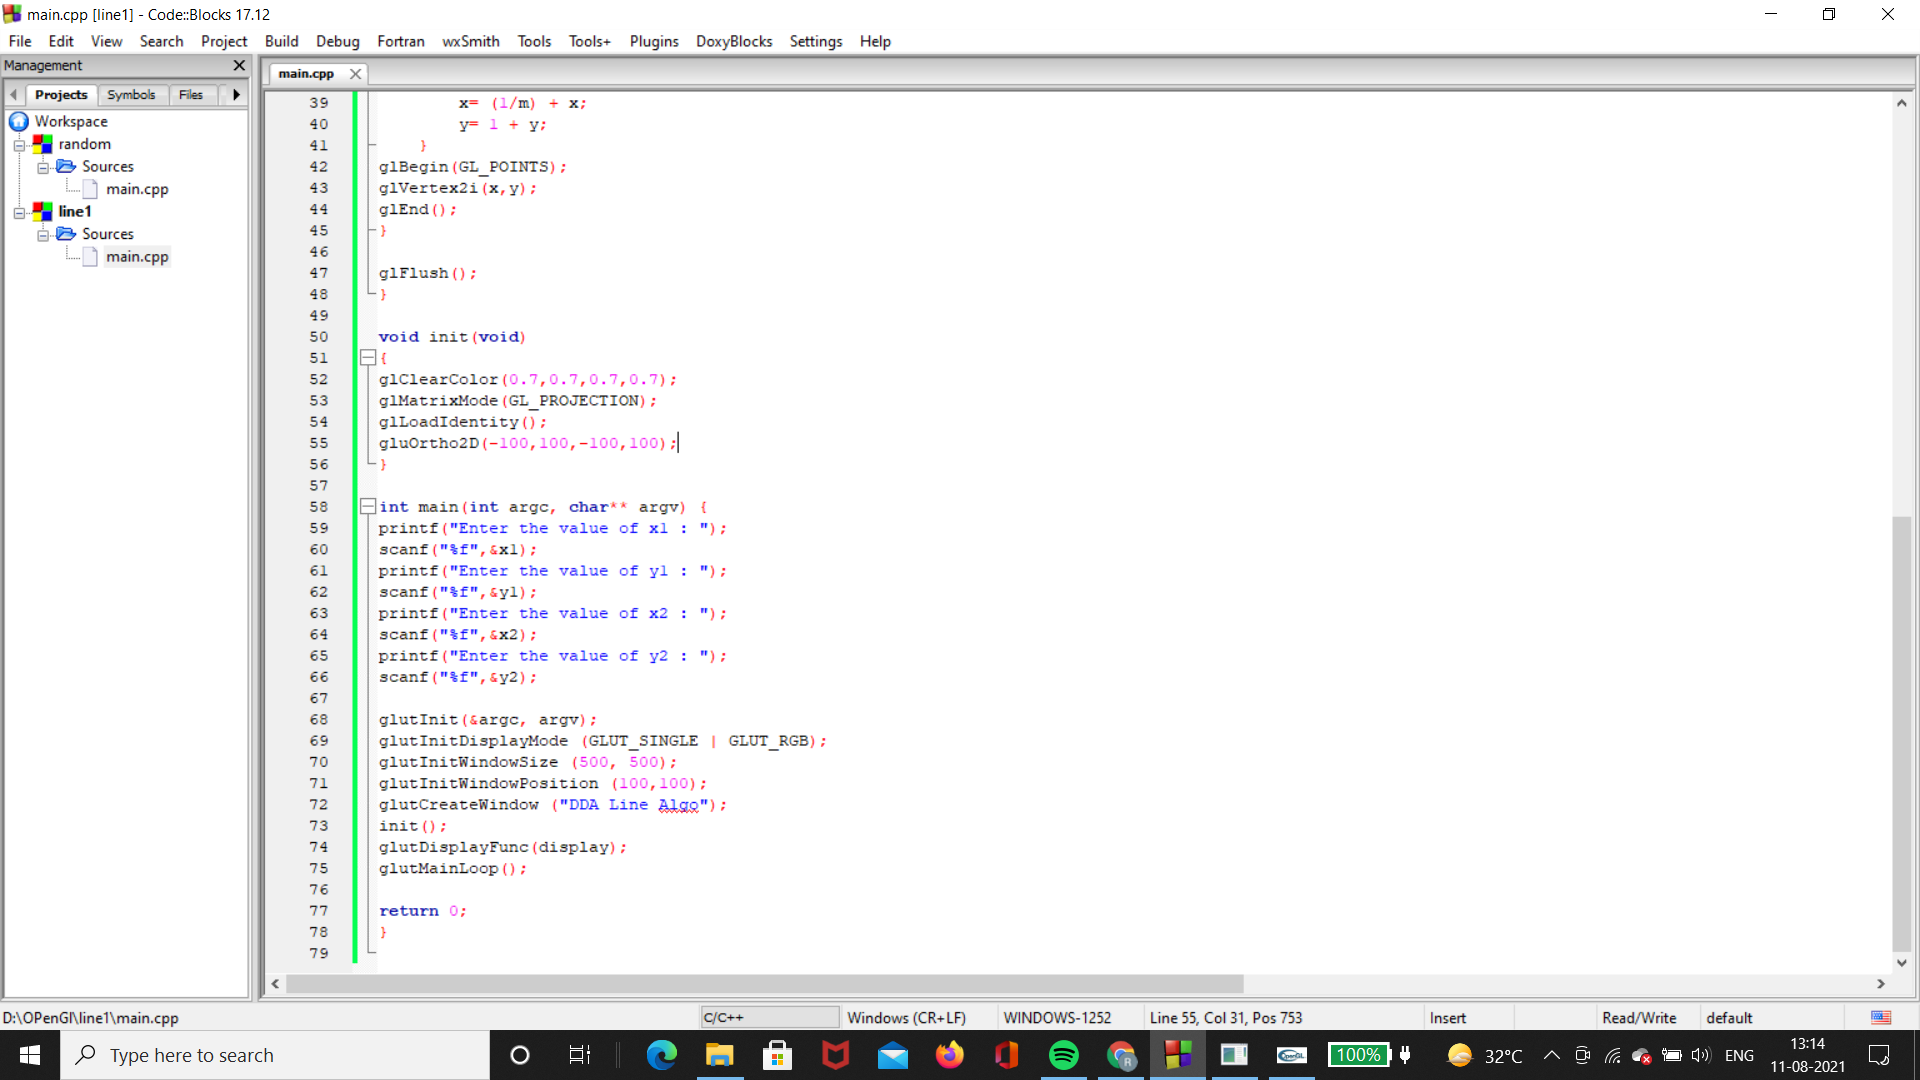 main.cpp [line1] - Code::Blocks 17.12
File Edit View Search Project Build Debug Fortran wxSmith Tools Tools+ Plugins DoxyBlocks Settings Help
Management
Projects Symbols Files
Workspace
random
Sources
main.cpp
line1
Sources
main.cpp
main.cpp
39 x= (1/m) + x;
40 y= 1 + y;
41 }
42 glBegin(GL_POINTS);
43 glVertex2i(x,y);
44 glEnd();
45 }
46
47 glFlush();
48 }
49
50 void init(void)
51 {
52 glClearColor(0.7,0.7,0.7,0.7);
53 glMatrixMode(GL_PROJECTION);
54 glLoadIdentity();
55 gluOrtho2D(-100,100,-100,100);
56 }
57
58 int main(int argc, char** argv) {
59 printf("Enter the value of x1 : ");
60 scanf("%f",&x1);
61 printf("Enter the value of y1 : ");
62 scanf("%f",&y1);
63 printf("Enter the value of x2 : ");
64 scanf("%f",&x2);
65 printf("Enter the value of y2 : ");
66 scanf("%f",&y2);
67
68 glutInit(&argc, argv);
69 glutInitDisplayMode (GLUT_SINGLE | GLUT_RGB);
70 glutInitWindowSize (500, 500);
71 glutInitWindowPosition (100,100);
72 glutCreateWindow ("DDA Line Algo");
73 init();
74 glutDisplayFunc(display);
75 glutMainLoop();
76
77 return 0;
78 }
79
D:\OPenGl\line1\main.cpp C/C++ Windows (CR+LF) WINDOWS-1252 Line 55, Col 31, Pos 753 Insert Read/Write default
Type here to search R OpenGL 100% 32°C ENG 13:14
11-08-2021